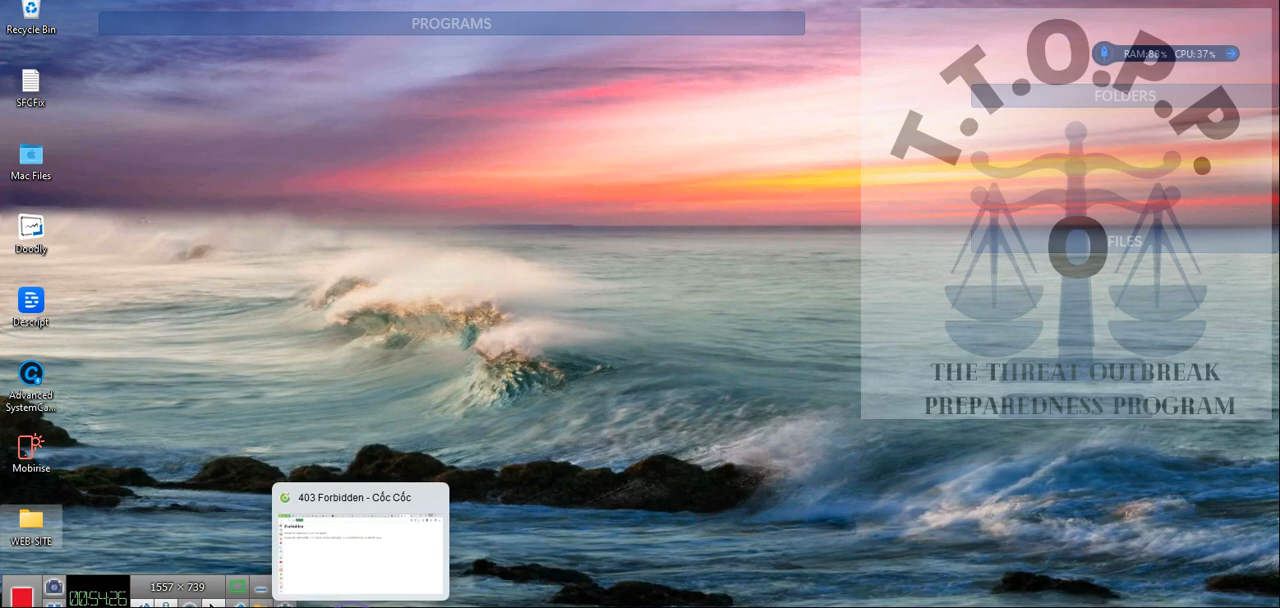 Recycle Bin
PROGRAMS
T.T.O.P.P.
RAM:88% CPU:37%
FOLDERS
SFCFix
Mac Files
Doodly
O
FILES
Descript
THE THREAT OUTBREAK
PREPAREDNESS PROGRAM
Advanced
SystemCa...
Mobirise
403 Forbidden - Cốc Cốc
Forbidden
WEB-SITE
1557 × 739
00:54:26